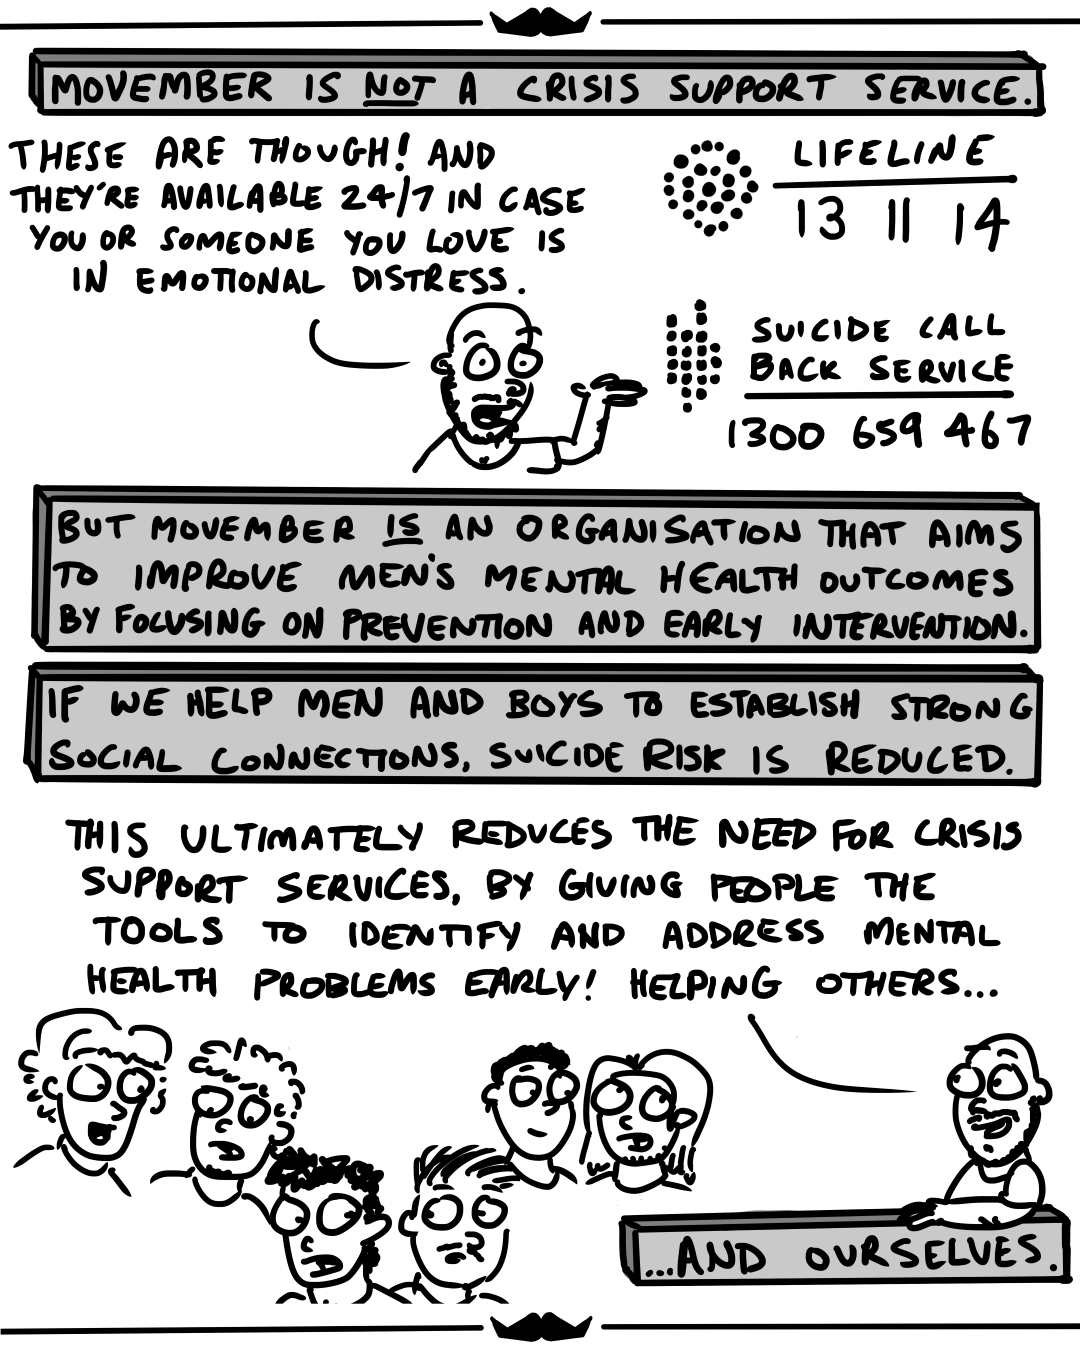 MOVEMBER IS NOT A CRISIS SUPPORT SERVICE.
THESE ARE THOUGH! AND
THEY'RE AVAILABLE 24/7 IN CASE
YOU OR SOMEONE YOU LOVE IS
IN EMOTIONAL DISTRESS.
LIFELINE
13 11 14
SUICIDE CALL
BACK SERVICE
1300 659 467
BUT MOVEMBER IS AN ORGANISATION THAT AIMS
TO IMPROVE MEN'S MENTAL HEALTH OUTCOMES
BY FOCUSING ON PREVENTION AND EARLY INTERVENTION.
IF WE HELP MEN AND BOYS TO ESTABLISH STRONG
SOCIAL CONNECTIONS, SUICIDE RISK IS REDUCED.
THIS ULTIMATELY REDUCES THE NEED FOR CRISIS
SUPPORT SERVICES, BY GIVING PEOPLE THE
TOOLS TO IDENTIFY AND ADDRESS MENTAL
HEALTH PROBLEMS EARLY! HELPING OTHERS...
...AND OURSELVES.